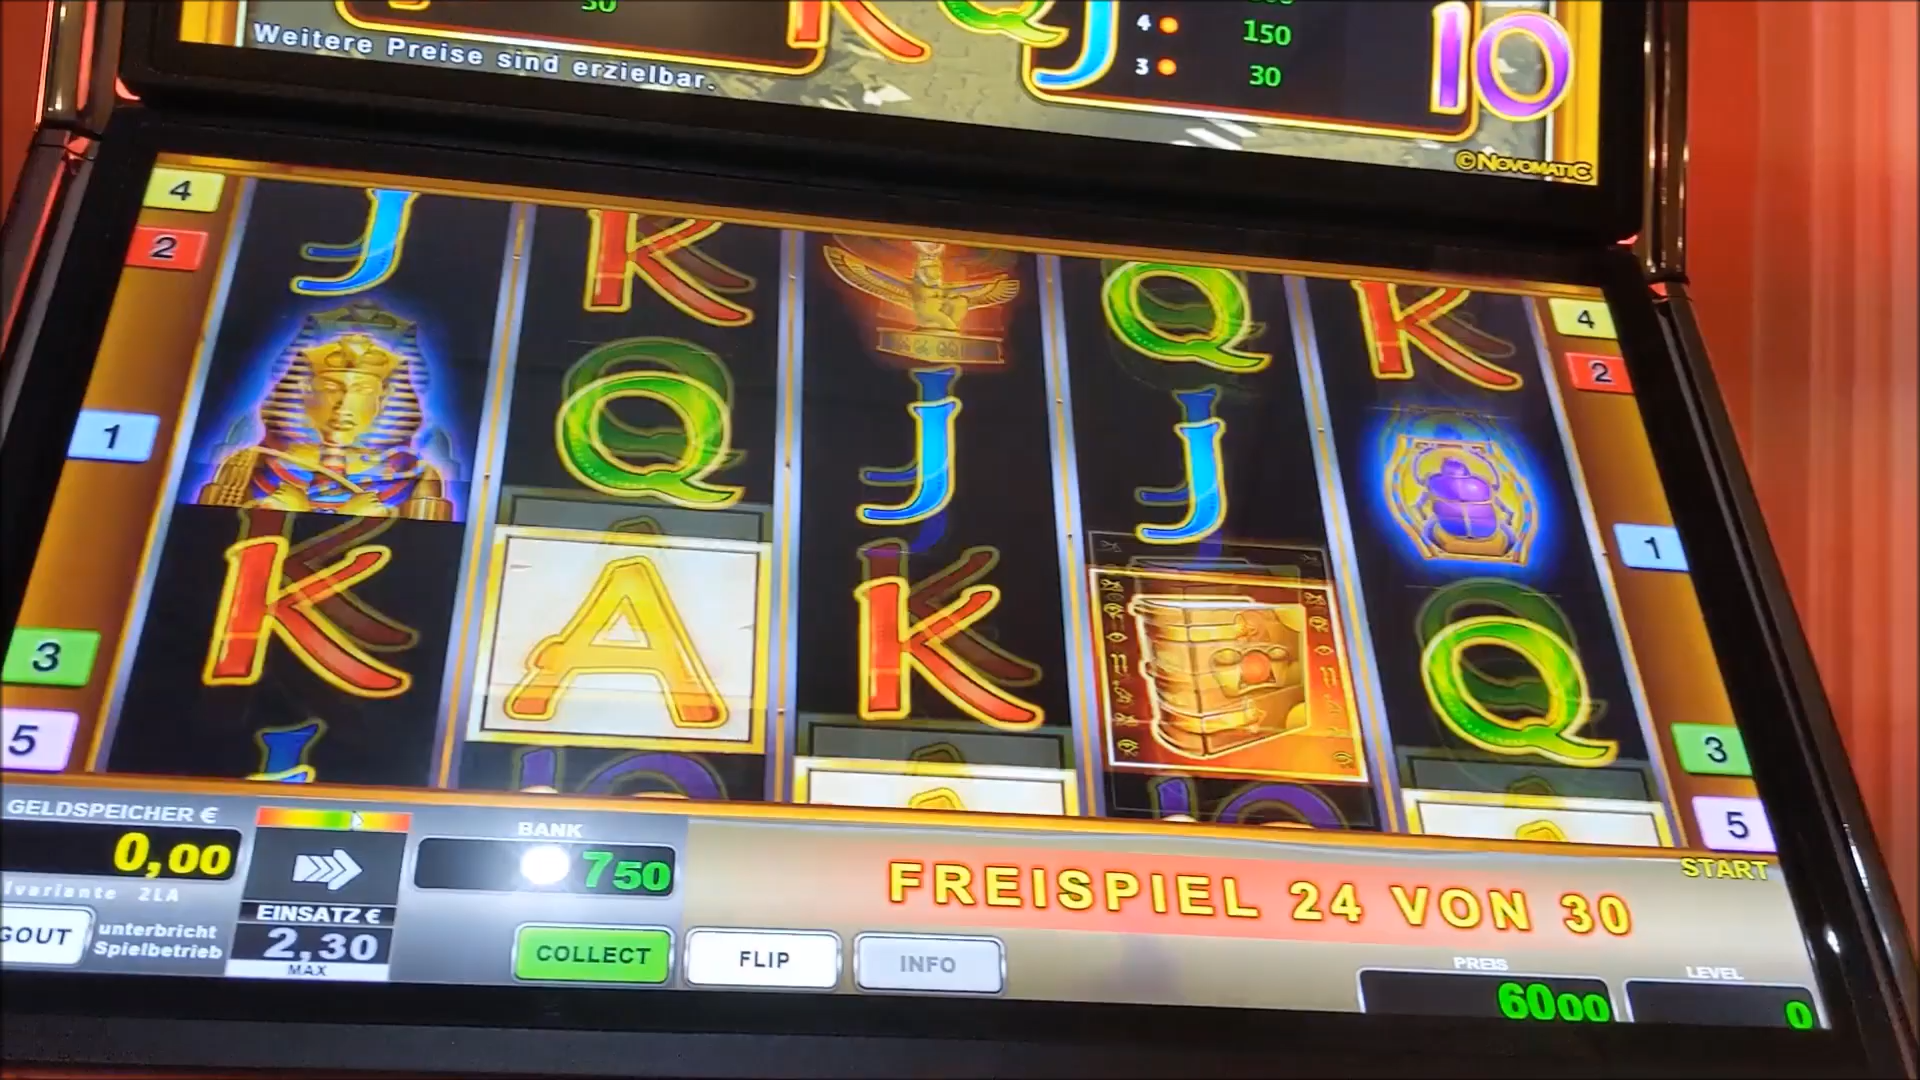 30
4 150
3 30
10
Weitere Preise sind erzielbar.
©NOVOMATIC
4
2
1
3
5
J K Q K
Q J J
K A K Q
4
2
1
3
5
GELDSPEICHER €
0,00
variante 2LA
GOUT
unterbricht
Spielbetrieb
EINSATZ €
2,30
MAX
BANK
750
COLLECT
FLIP
INFO
FREISPIEL 24 VON 30
START
PREIS
6000
LEVEL
0